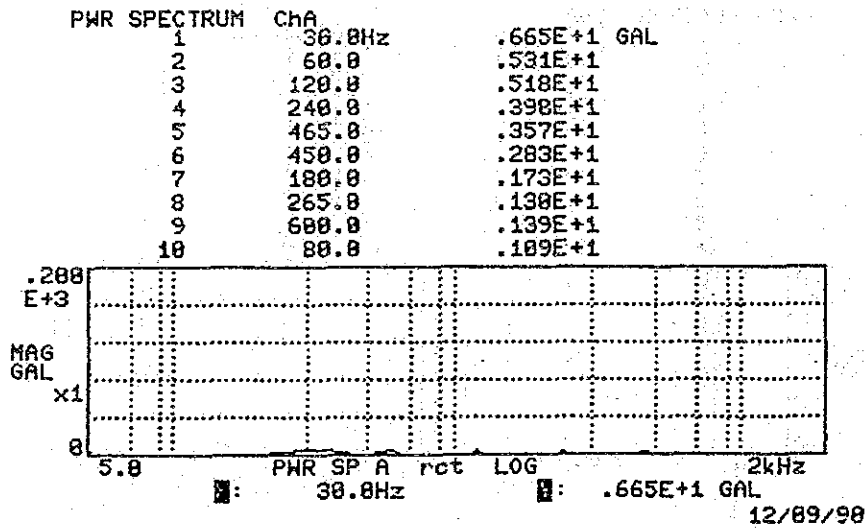 PWR SPECTRUM ChA
1 30.0Hz .665E+1 GAL
2 60.0 .531E+1
3 120.0 .518E+1
4 240.0 .398E+1
5 465.0 .357E+1
6 450.0 .283E+1
7 180.0 .173E+1
8 265.0 .130E+1
9 600.0 .139E+1
10 80.0 .109E+1
.200
E+3
MAG
GAL
x1
0
5.0 PWR SP A rct LOG 2kHz
: 30.0Hz : .665E+1 GAL
12/09/90